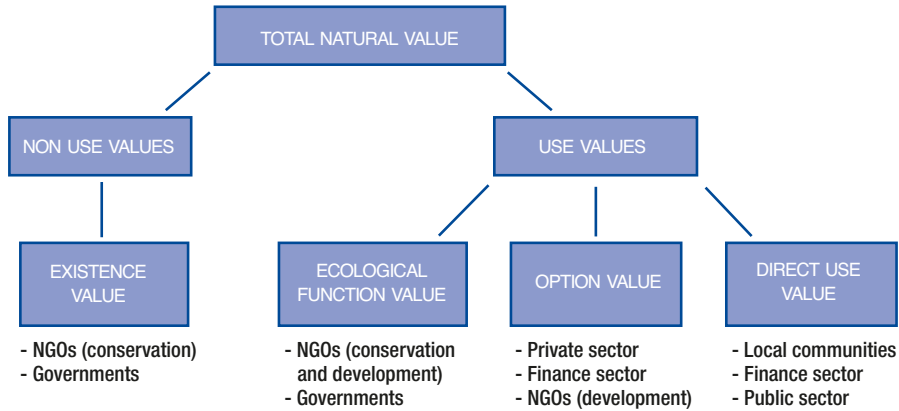 TOTAL NATURAL VALUE
NON USE VALUES
USE VALUES
EXISTENCE
VALUE
ECOLOGICAL
FUNCTION VALUE
OPTION VALUE
DIRECT USE
VALUE
- NGOs (conservation)
- Governments
- NGOs (conservation
and development)
- Governments
- Private sector
- Finance sector
- NGOs (development)
- Local communities
- Finance sector
- Public sector